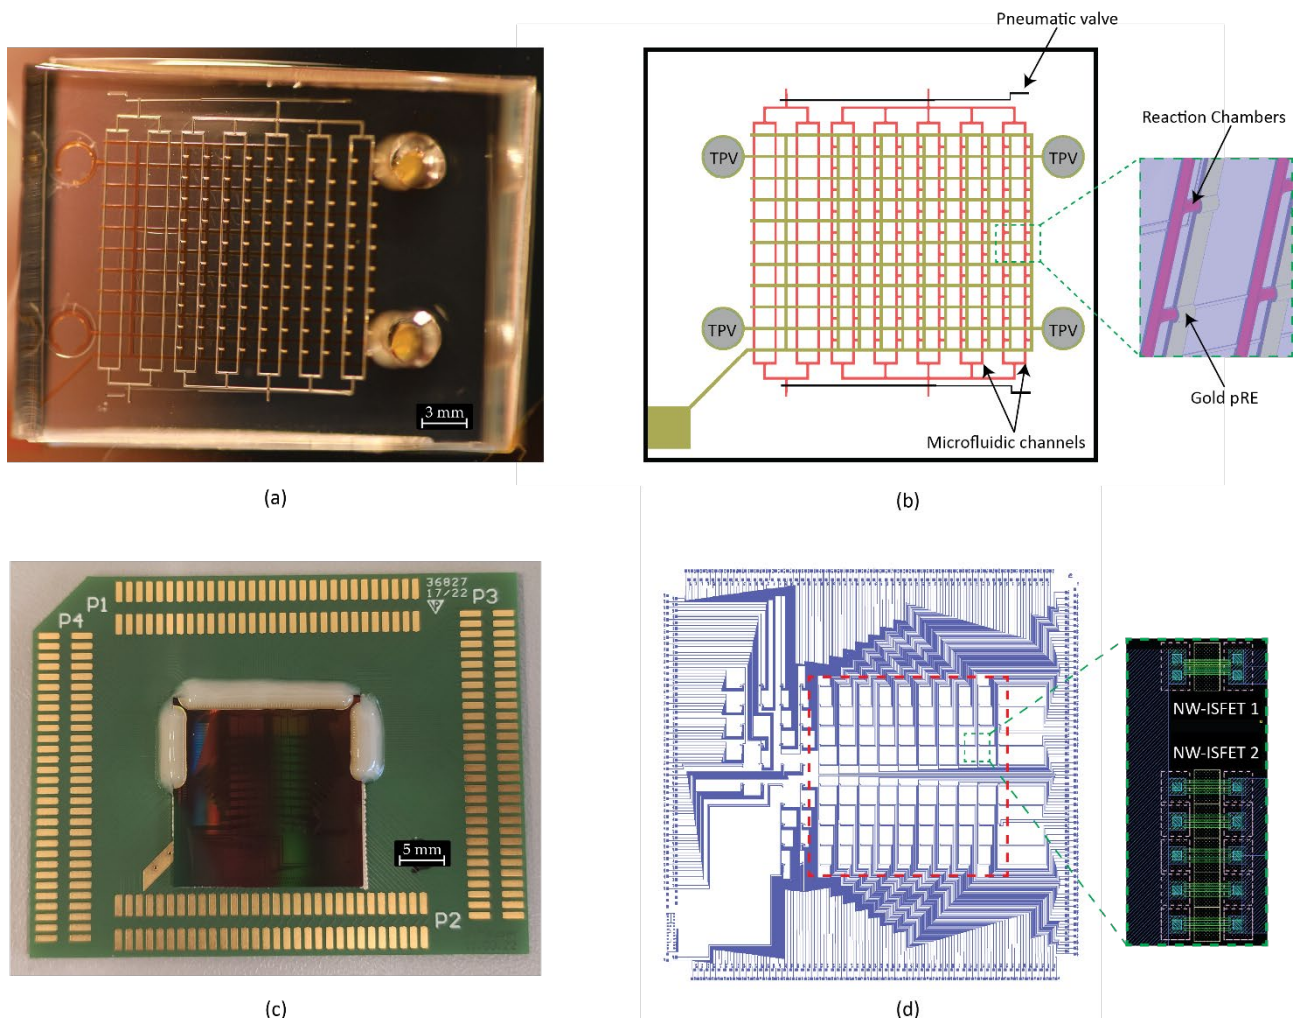 Pneumatic valve
Reaction Chambers
TPV
TPV
TPV
TPV
3 mm
Gold pRE
Microfluidic channels
(a)
(b)
36827
17/22
P1
P3
P4
NW-ISFET 1
NW-ISFET 2
5 mm
P2
(c)
(d)